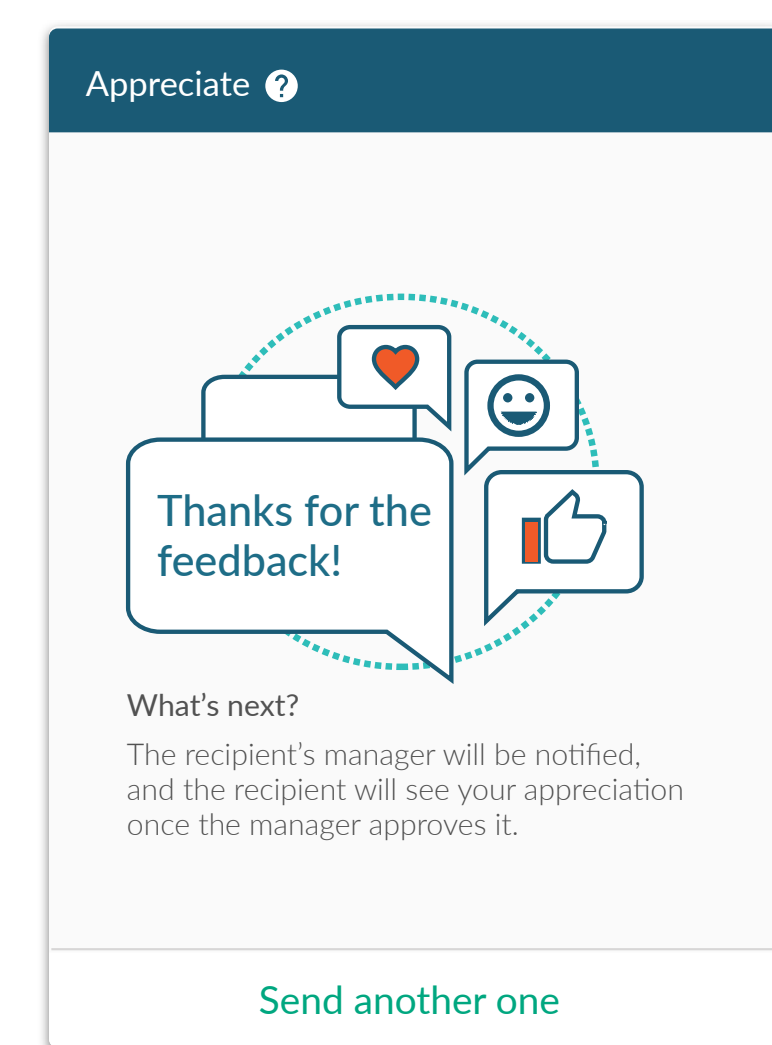 Appreciate ?
Thanks for the
feedback!
What’s next?
The recipient’s manager will be notified,
and the recipient will see your appreciation
once the manager approves it.
Send another one